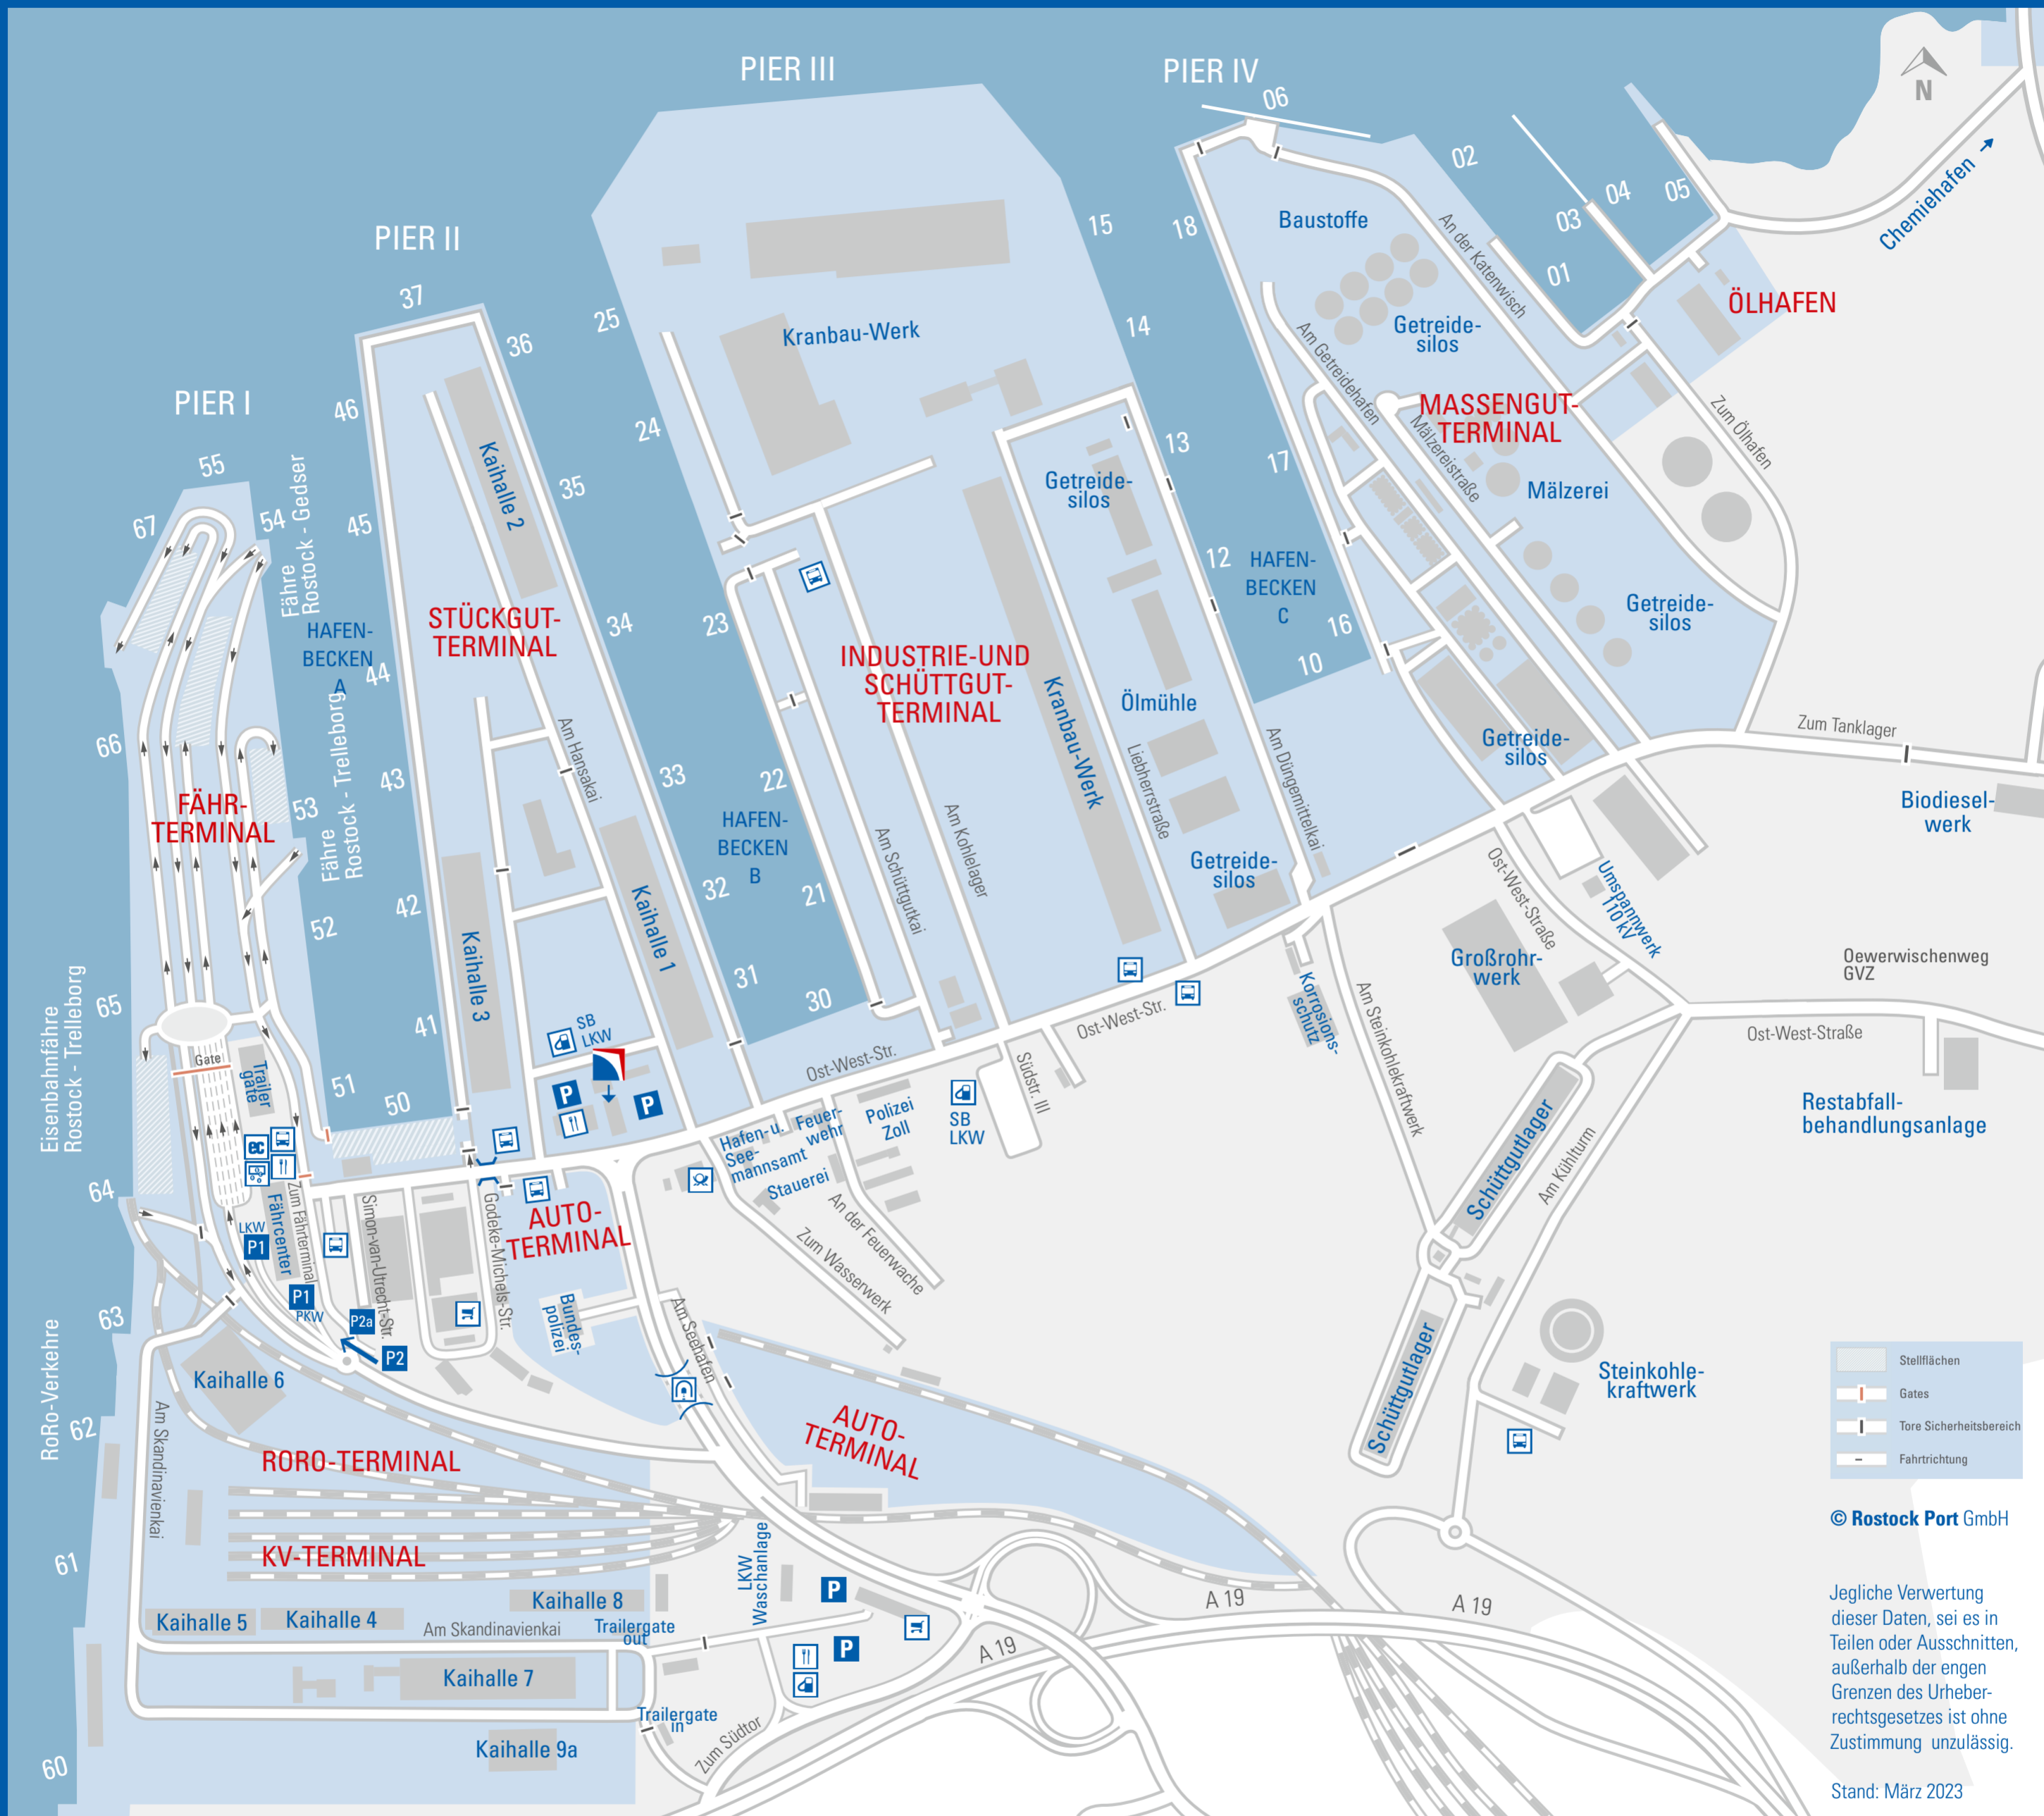 PIER I
PIER II
PIER III
PIER IV
N
06
02
03
04
05
01
15
18
14
13
17
12
16
10
25
24
23
22
21
30
31
32
33
34
35
36
37
46
45
44
43
42
41
50
51
52
53
54
55
67
66
65
64
63
62
61
60
Chemiehafen
Baustoffe
An der Katenwisch
ÖLHAFEN
Getreide-
silos
Am Getreidehafen
MASSENGUT-
TERMINAL
Mälzereistraße
Mälzerei
Zum Ölhafen
Getreide-
silos
Getreide-
silos
HAFEN-
BECKEN
C
Kranbau-Werk
Getreide-
silos
INDUSTRIE-UND
SCHÜTTGUT-
TERMINAL
Kranbau-Werk
Ölmühle
Liebherrstraße
Getreide-
silos
Am Düngemittelkai
Am Kohlelager
Am Schüttgutkai
HAFEN-
BECKEN
B
Kaihalle 2
STÜCKGUT-
TERMINAL
Am Hansakai
Kaihalle 1
Kaihalle 3
SB
LKW
P
P
Fähre
Rostock - Gedser
HAFEN-
BECKEN
A
Fähre
Rostock - Trelleborg
FÄHR-
TERMINAL
Eisenbahnfähre
Rostock - Trelleborg
Gate
Trailer
gate
ec
LKW
P1
Fährcenter
Zum Fährterminal
P1
PKW
Simon-van-Utrecht-Str.
P2a
P2
Godeke-Michels-Str.
AUTO-
TERMINAL
Bundes-
polizei
Am Seehafen
Ost-West-Str.
Ost-West-Str.
Hafen- u.
See-
mannsamt
Feuer-
wehr
Polizei
Zoll
Stauerei
An der Feuerwache
Zum Wasserwerk
SB
LKW
Südstr. III
Korrosions-
schutz
Am Steinkohlekraftwerk
Großrohr-
werk
Ost-West-Straße
Umspannwerk
110 kV
Zum Tanklager
Biodiesel-
werk
Oewerwischenweg
GVZ
Ost-West-Straße
Restabfall-
behandlungsanlage
Schüttgutlager
Am Kühlturm
Schüttgutlager
Steinkohle-
kraftwerk
RoRo-Verkehre
Kaihalle 6
Am Skandinavienkai
RORO-TERMINAL
KV-TERMINAL
AUTO-
TERMINAL
Kaihalle 5
Kaihalle 4
Kaihalle 8
Am Skandinavienkai
Trailergate
out
Kaihalle 7
Trailergate
in
Kaihalle 9a
LKW
Waschanlage
P
P
Zum Südtor
A 19
A 19
A 19
Stellflächen
Gates
Tore Sicherheitsbereich
Fahrtrichtung
© Rostock Port GmbH
Jegliche Verwertung
dieser Daten, sei es in
Teilen oder Ausschnitten,
außerhalb der engen
Grenzen des Urheber-
rechtsgesetzes ist ohne
Zustimmung unzulässig.
Stand: März 2023